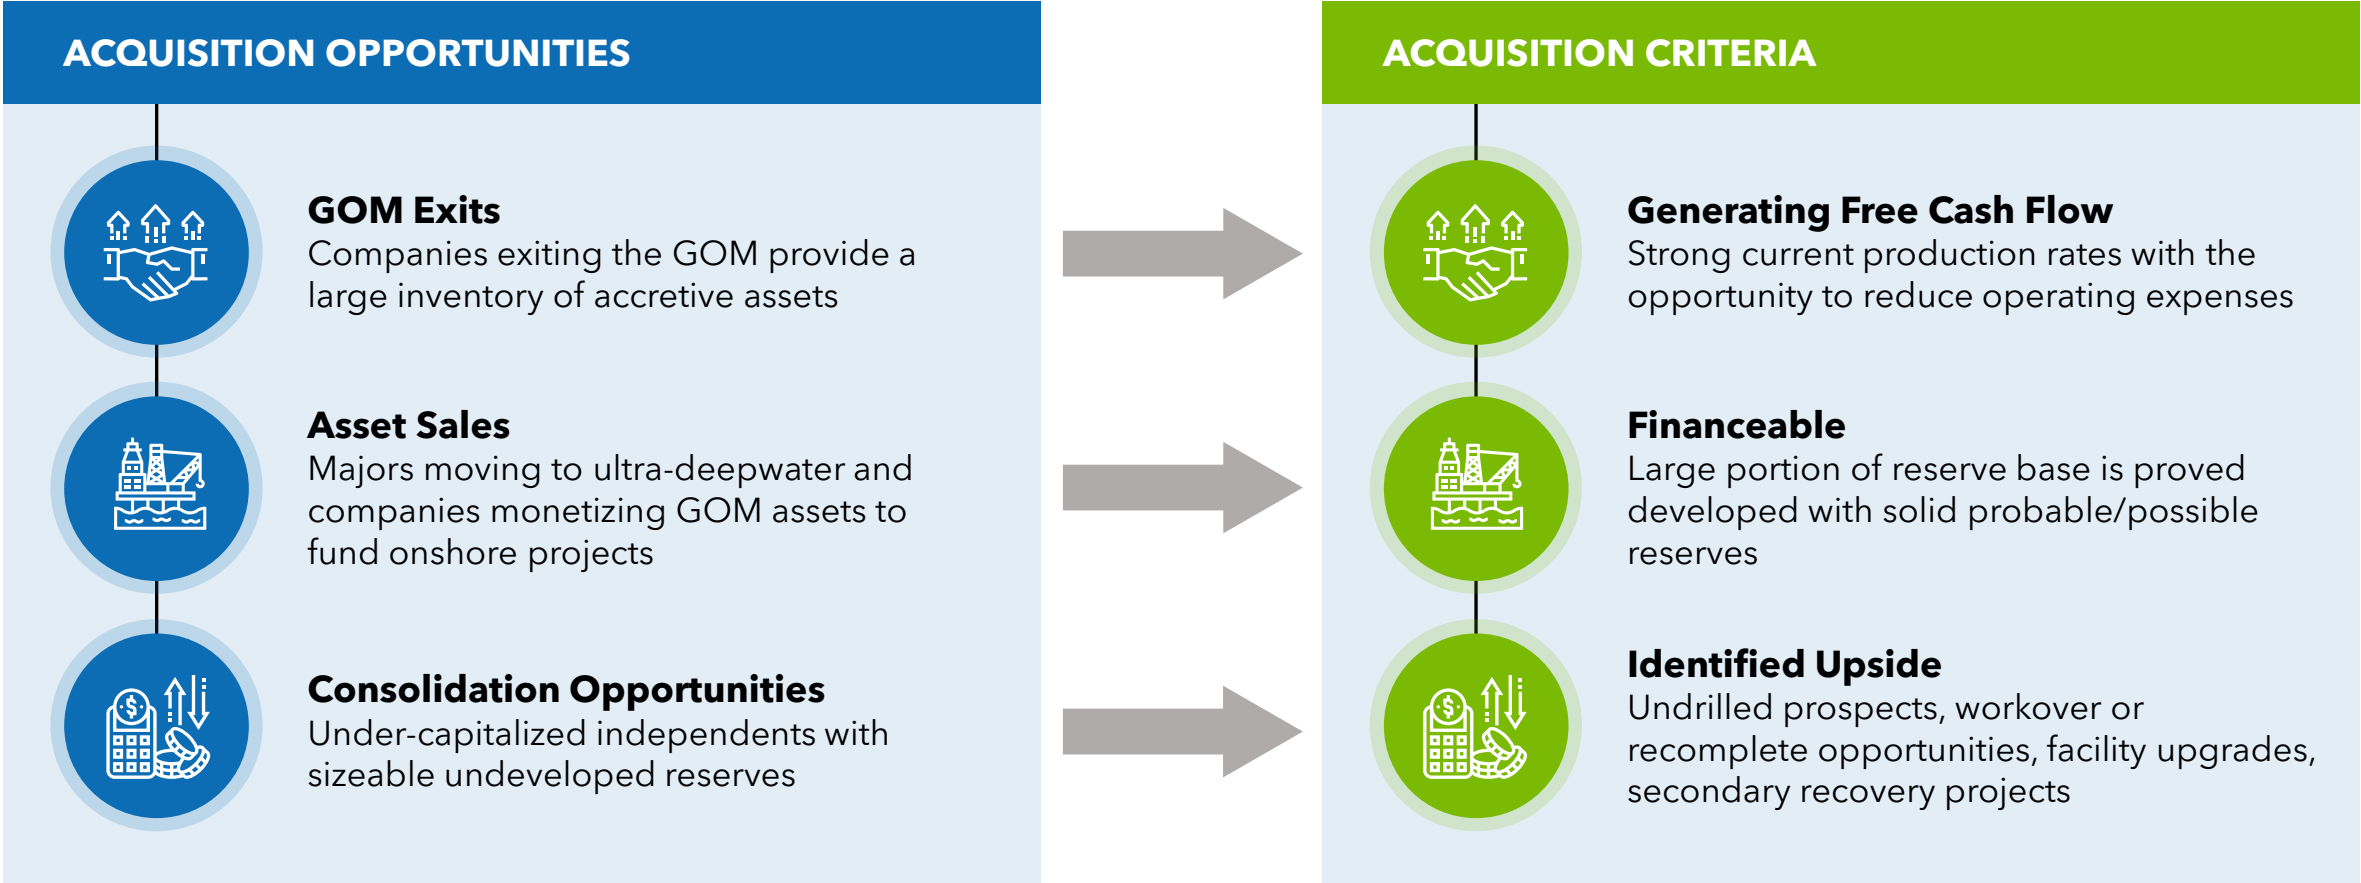 ACQUISITION OPPORTUNITIES
GOM Exits
Companies exiting the GOM provide a
large inventory of accretive assets
Asset Sales
Majors moving to ultra-deepwater and
companies monetizing GOM assets to
fund onshore projects
Consolidation Opportunities
Under-capitalized independents with
sizeable undeveloped reserves
ACQUISITION CRITERIA
Generating Free Cash Flow
Strong current production rates with the
opportunity to reduce operating expenses
Financeable
Large portion of reserve base is proved
developed with solid probable/possible
reserves
Identified Upside
Undrilled prospects, workover or
recomplete opportunities, facility upgrades,
secondary recovery projects